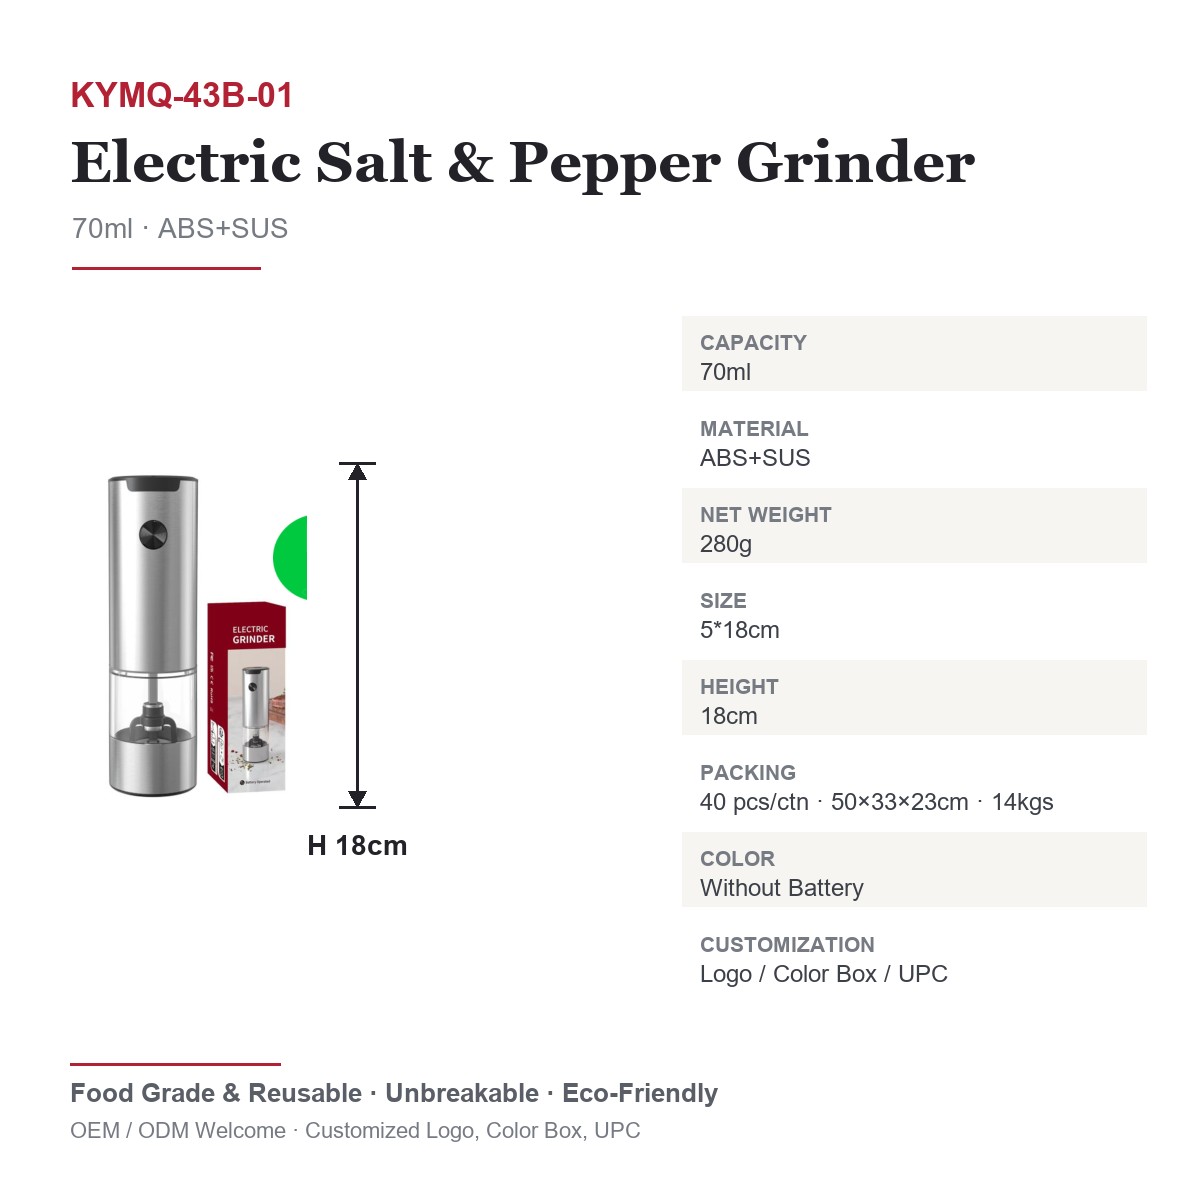 KYMQ-43B-01
Electric Salt & Pepper Grinder
70ml · ABS+SUS
CAPACITY
70ml
MATERIAL
ABS+SUS
NET WEIGHT
280g
SIZE
5*18cm
HEIGHT
18cm
PACKING
40 pcs/ctn · 50×33×23cm · 14kgs
COLOR
Without Battery
CUSTOMIZATION
Logo / Color Box / UPC
ELECTRIC
GRINDER
H 18cm
Food Grade & Reusable · Unbreakable · Eco-Friendly
OEM / ODM Welcome · Customized Logo, Color Box, UPC